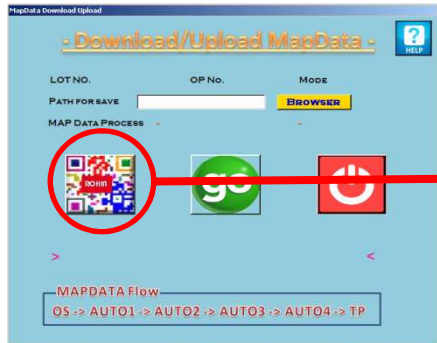 MapData Download Upload
- Download/Upload MapData -
?
HELP
LOT NO. OP NO. MODE
PATH FOR SAVE BROWSER
MAP DATA PROCESS - -
ROHM
go
> <
MAPDATA Flow
OS -> AUTO1 -> AUTO2 -> AUTO3 -> AUTO4 -> TP